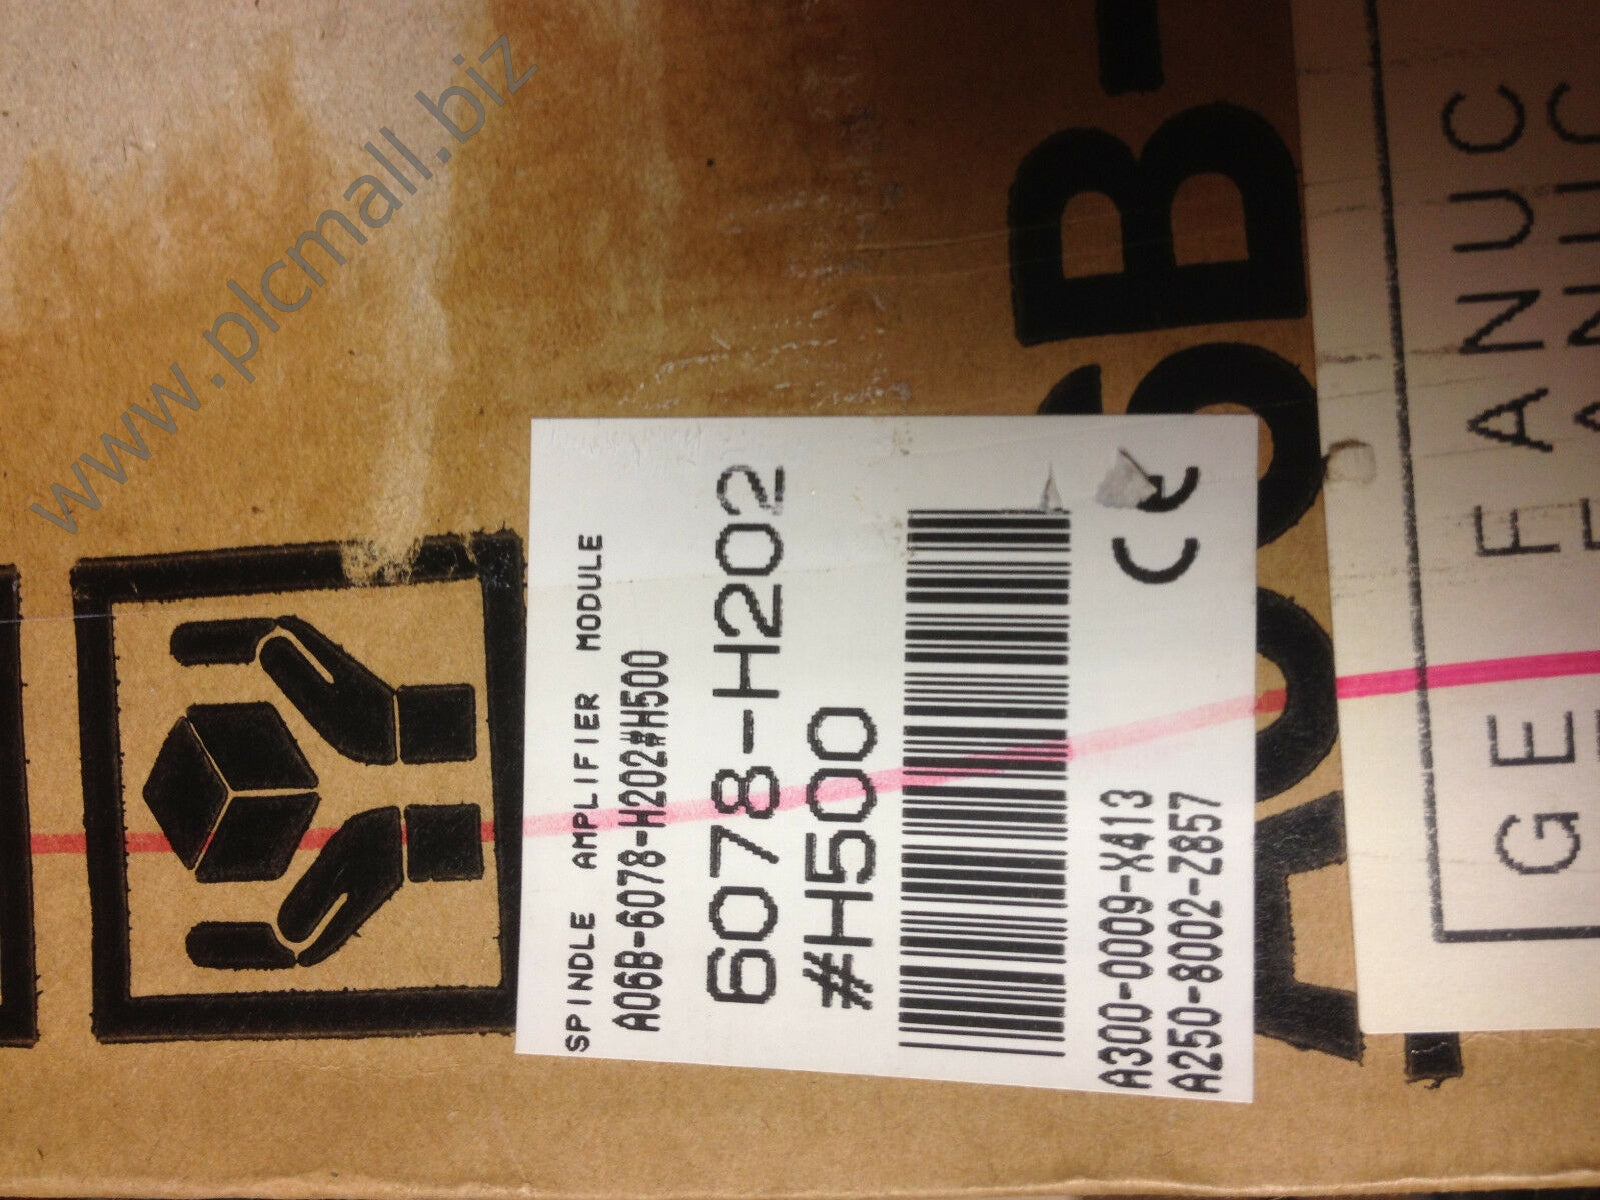 www.plcmall.biz
SPINDLE AMPLIFIER MODULE
A06B-6078-H202#H500
6078-H202
#H500
CE
A300-0009-X413
A250-8002-Z857
A06B-
GE FANUC